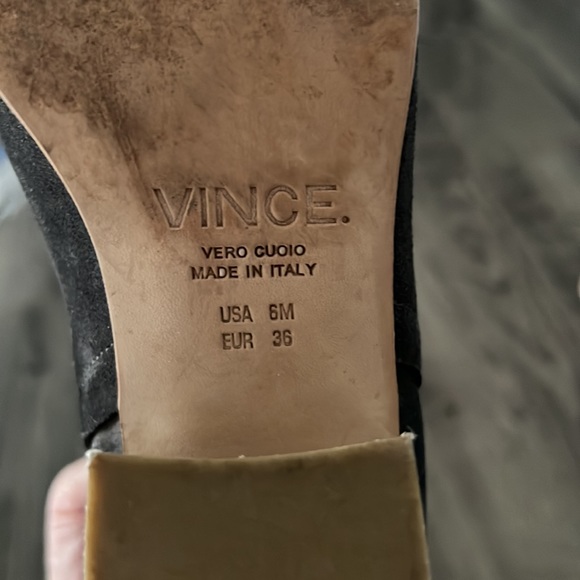 VINCE.
VERO CUOIO
MADE IN ITALY
USA 6M
EUR 36